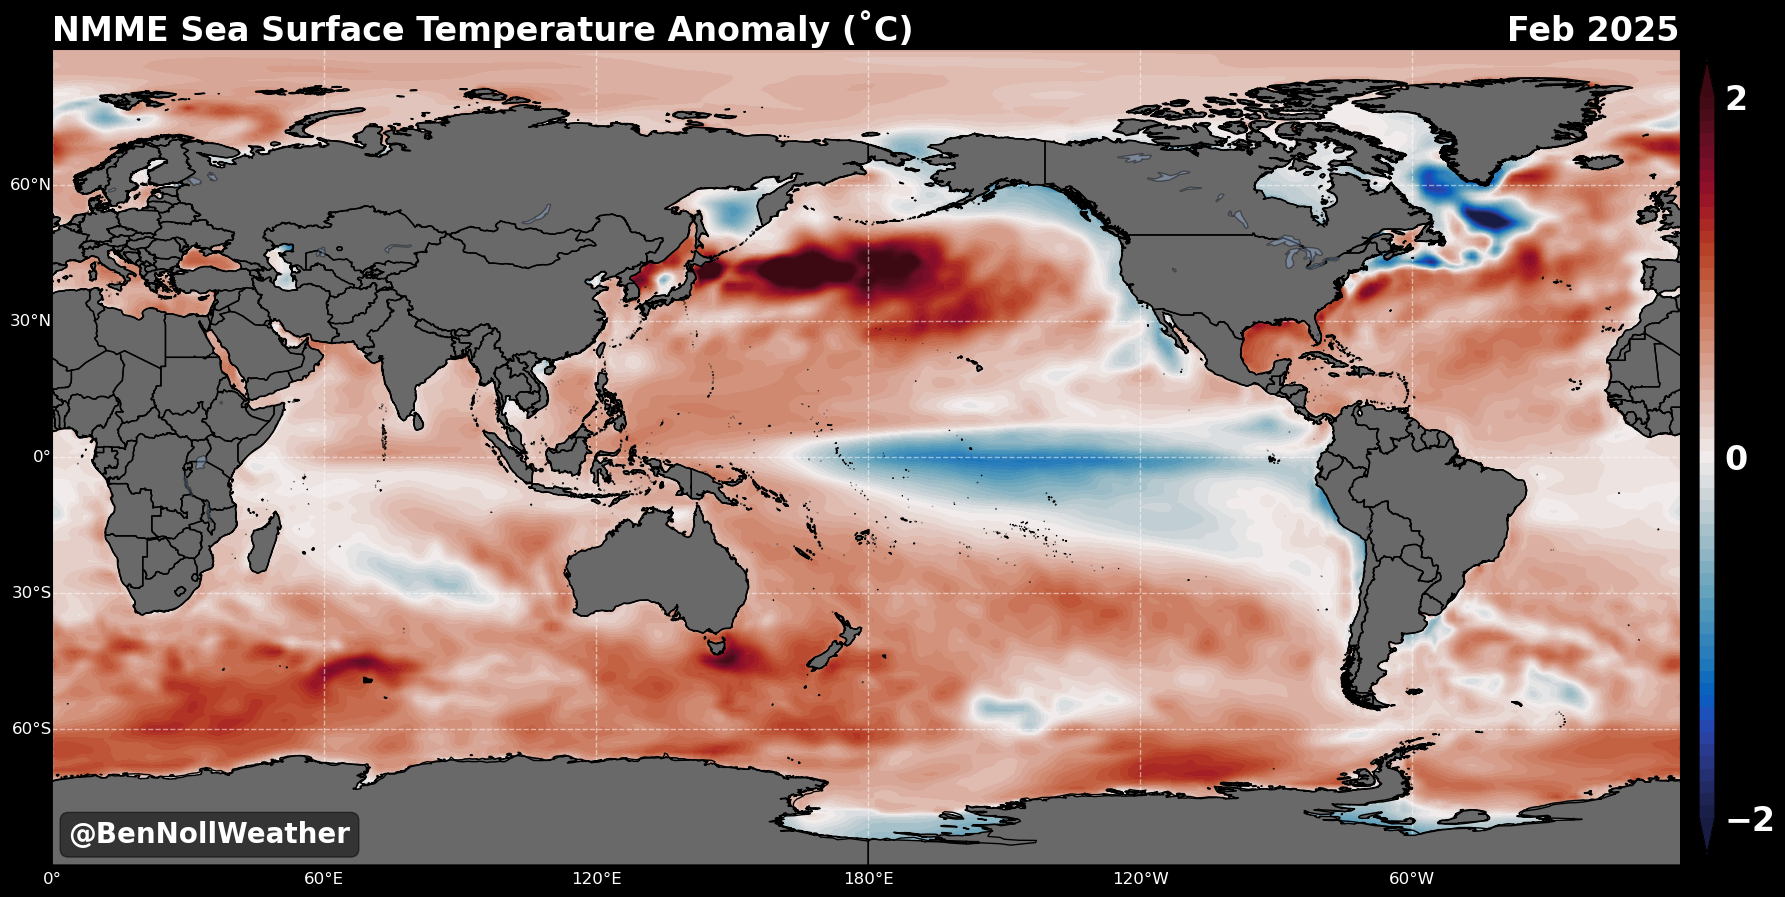 NMME Sea Surface Temperature Anomaly (˚C)
Feb 2025
2
0
−2
60°N
30°N
0°
30°S
60°S
@BenNollWeather
0°
60°E
120°E
180°E
120°W
60°W